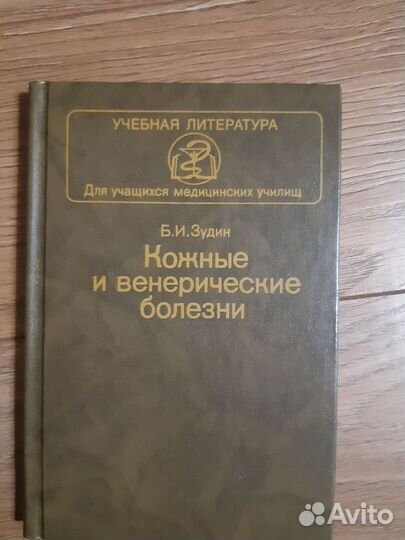 УЧЕБНАЯ ЛИТЕРАТУРА
Для учащихся медицинских училищ
Б.И.Зудин
Кожные
и венерические
болезни
Avito